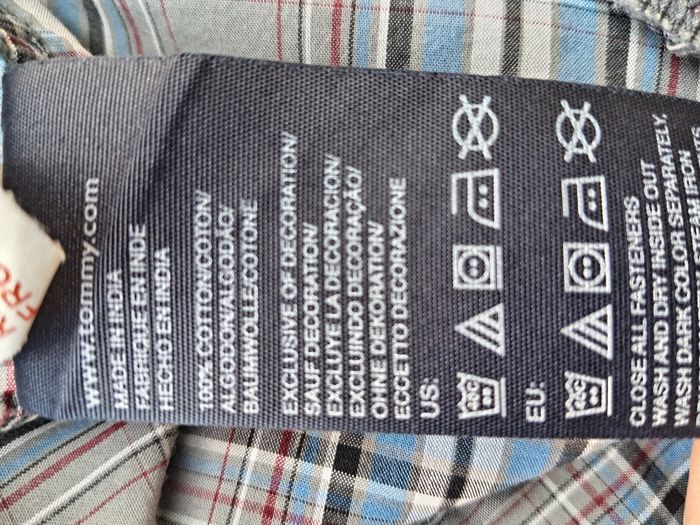 www.tommy.com
MADE IN INDIA
FABRIQUE EN INDE
HECHO EN INDIA
100% COTTON/COTON/
ALGODON/ALGODÃO/
BAUMWOLLE/COTONE
EXCLUSIVE OF DECORATION/
SAUF DECORATION/
EXCLUYE LA DECORACION/
EXCLUINDO DECORAÇÃO/
OHNE DEKORATION/
ECCETTO DECORAZIONE
US:
EU:
CLOSE ALL FASTENERS
WASH AND DRY INSIDE OUT
WASH DARK COLOR SEPARATELY,
STEAM IRON